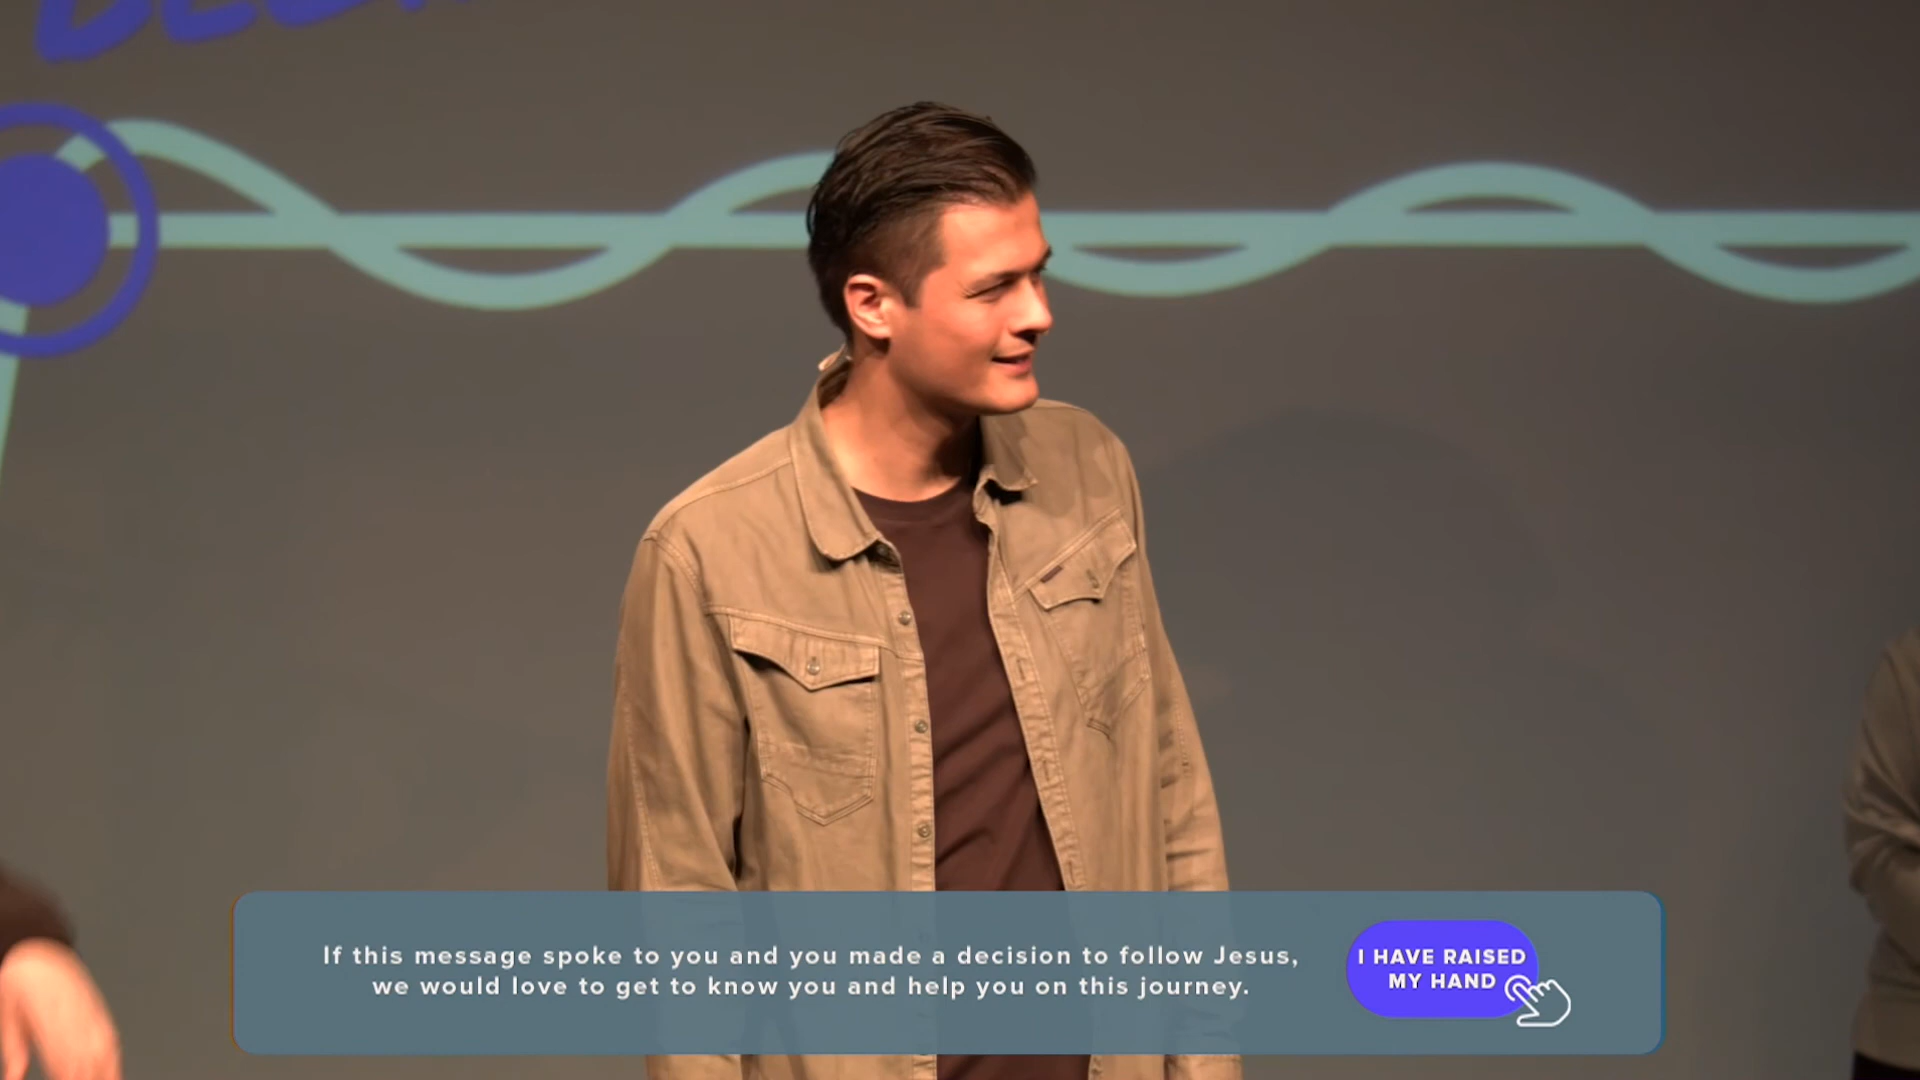 If this message spoke to you and you made a decision to follow Jesus,
we would love to get to know you and help you on this journey.
I HAVE RAISED
MY HAND